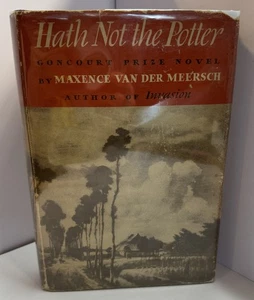 Hath Not the Potter
GONCOURT PRIZE NOVEL
BY MAXENCE VAN DER MEERSCH
AUTHOR OF Invasion